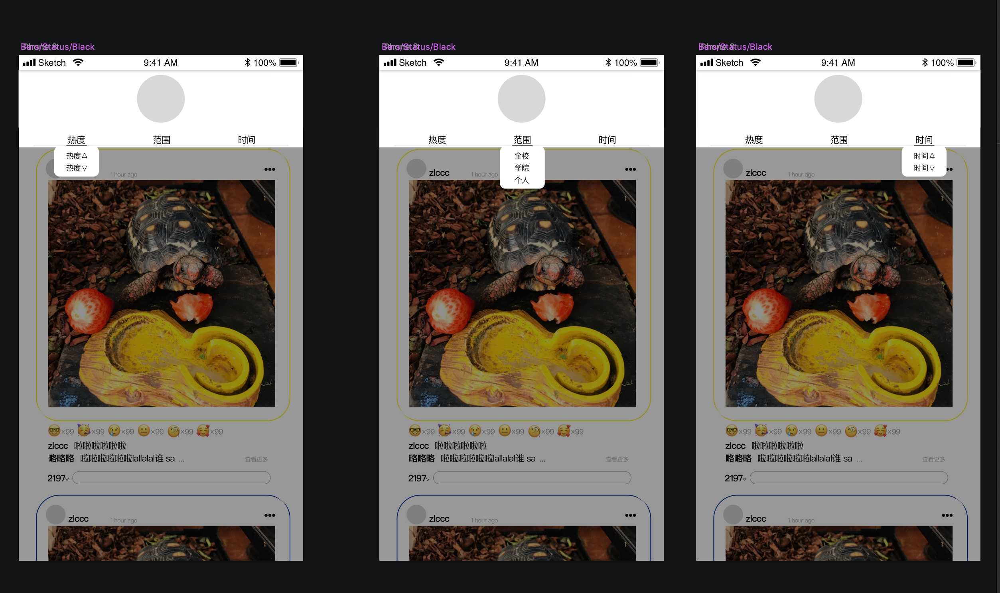 Bars/Status/Black
Sketch 9:41 AM 100%
热度 范围 时间
热度△
热度▽
1 hour ago •••
×99 ×99 ×99 ×99 ×99 ×99
zlccc 啦啦啦啦啦啦
略略略 啦啦啦啦啦啦lallalal谁 sa ... 查看更多
2197∨
zlccc 1 hour ago •••
Bars/Status/Black
Sketch 9:41 AM 100%
热度 范围 时间
全校
学院
个人
zlccc 1 hour ago •••
×99 ×99 ×99 ×99 ×99 ×99
zlccc 啦啦啦啦啦啦
略略略 啦啦啦啦啦啦lallalal谁 sa ... 查看更多
2197∨
zlccc 1 hour ago •••
Bars/Status/Black
Sketch 9:41 AM 100%
热度 范围 时间
时间△
时间▽
zlccc 1 hour ago
×99 ×99 ×99 ×99 ×99 ×99
zlccc 啦啦啦啦啦啦
略略略 啦啦啦啦啦啦lallalal谁 sa ... 查看更多
2197∨
zlccc 1 hour ago •••